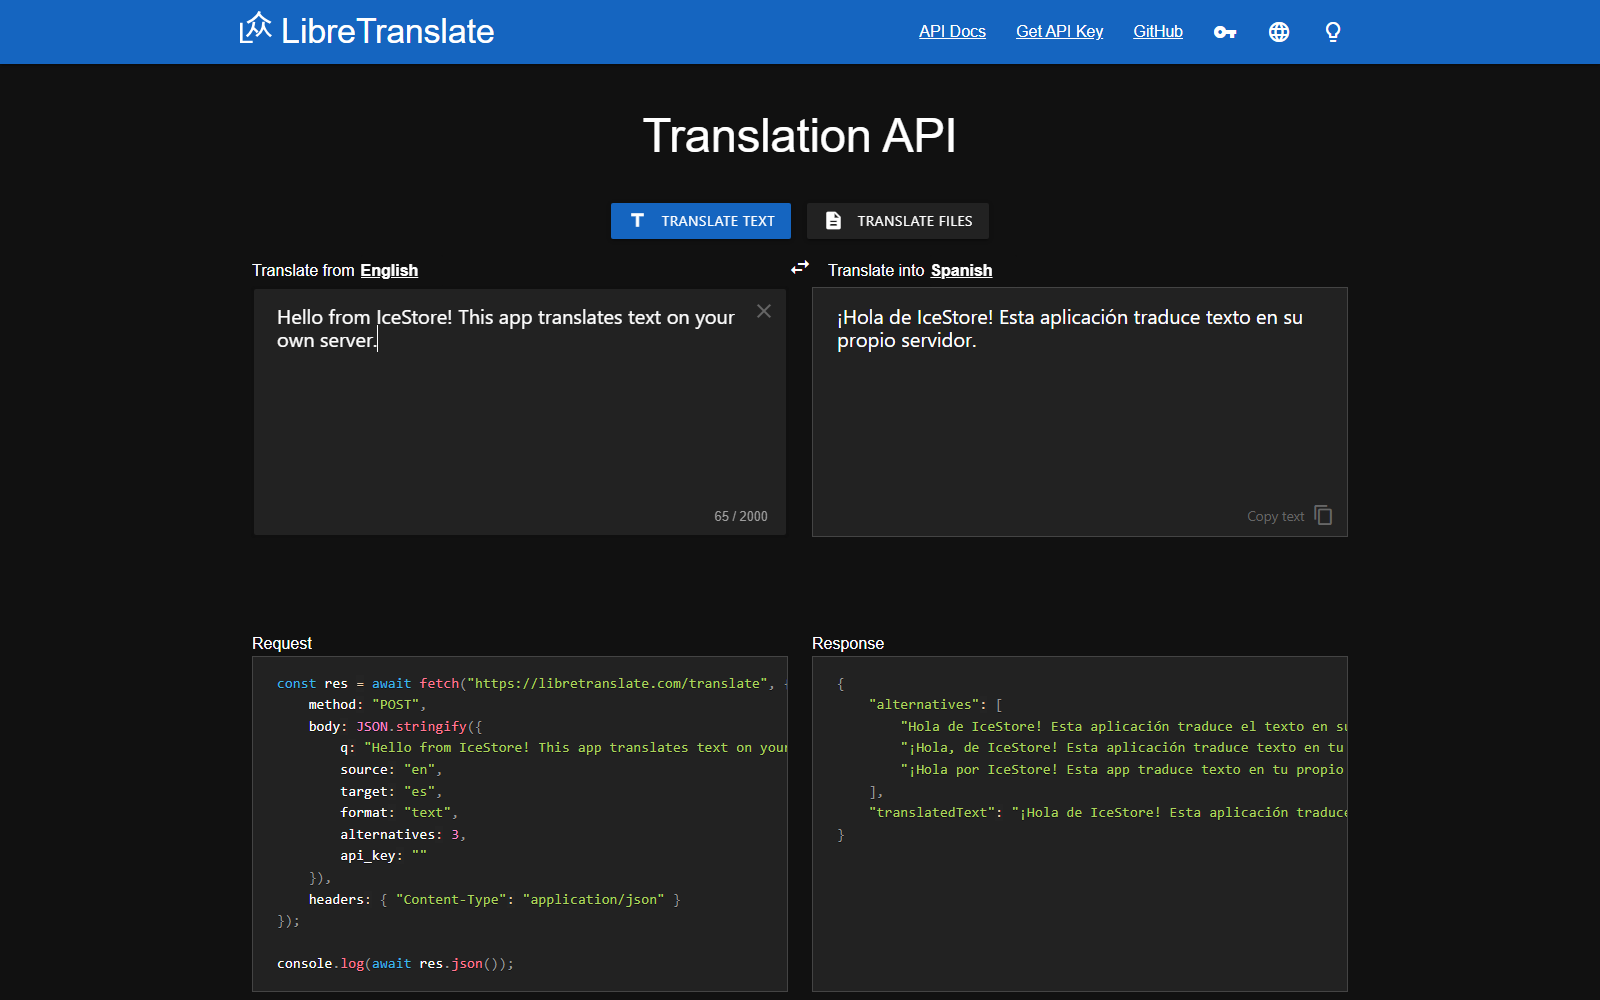 LibreTranslate
API Docs
Get API Key
GitHub
Translation API
TRANSLATE TEXT
TRANSLATE FILES
Translate from English
Translate into Spanish
Hello from IceStore! This app translates text on your
own server.
65 / 2000
¡Hola de IceStore! Esta aplicación traduce texto en su
propio servidor.
Copy text
Request
const res = await fetch("https://libretranslate.com/translate", {
    method: "POST",
    body: JSON.stringify({
        q: "Hello from IceStore! This app translates text on your
        source: "en",
        target: "es",
        format: "text",
        alternatives: 3,
        api_key: ""
    }),
    headers: { "Content-Type": "application/json" }
});
console.log(await res.json());
Response
{
    "alternatives": [
        "Hola de IceStore! Esta aplicación traduce el texto en su
        "¡Hola, de IceStore! Esta aplicación traduce texto en tu
        "¡Hola por IceStore! Esta app traduce texto en tu propio
    ],
    "translatedText": "¡Hola de IceStore! Esta aplicación traduce
}